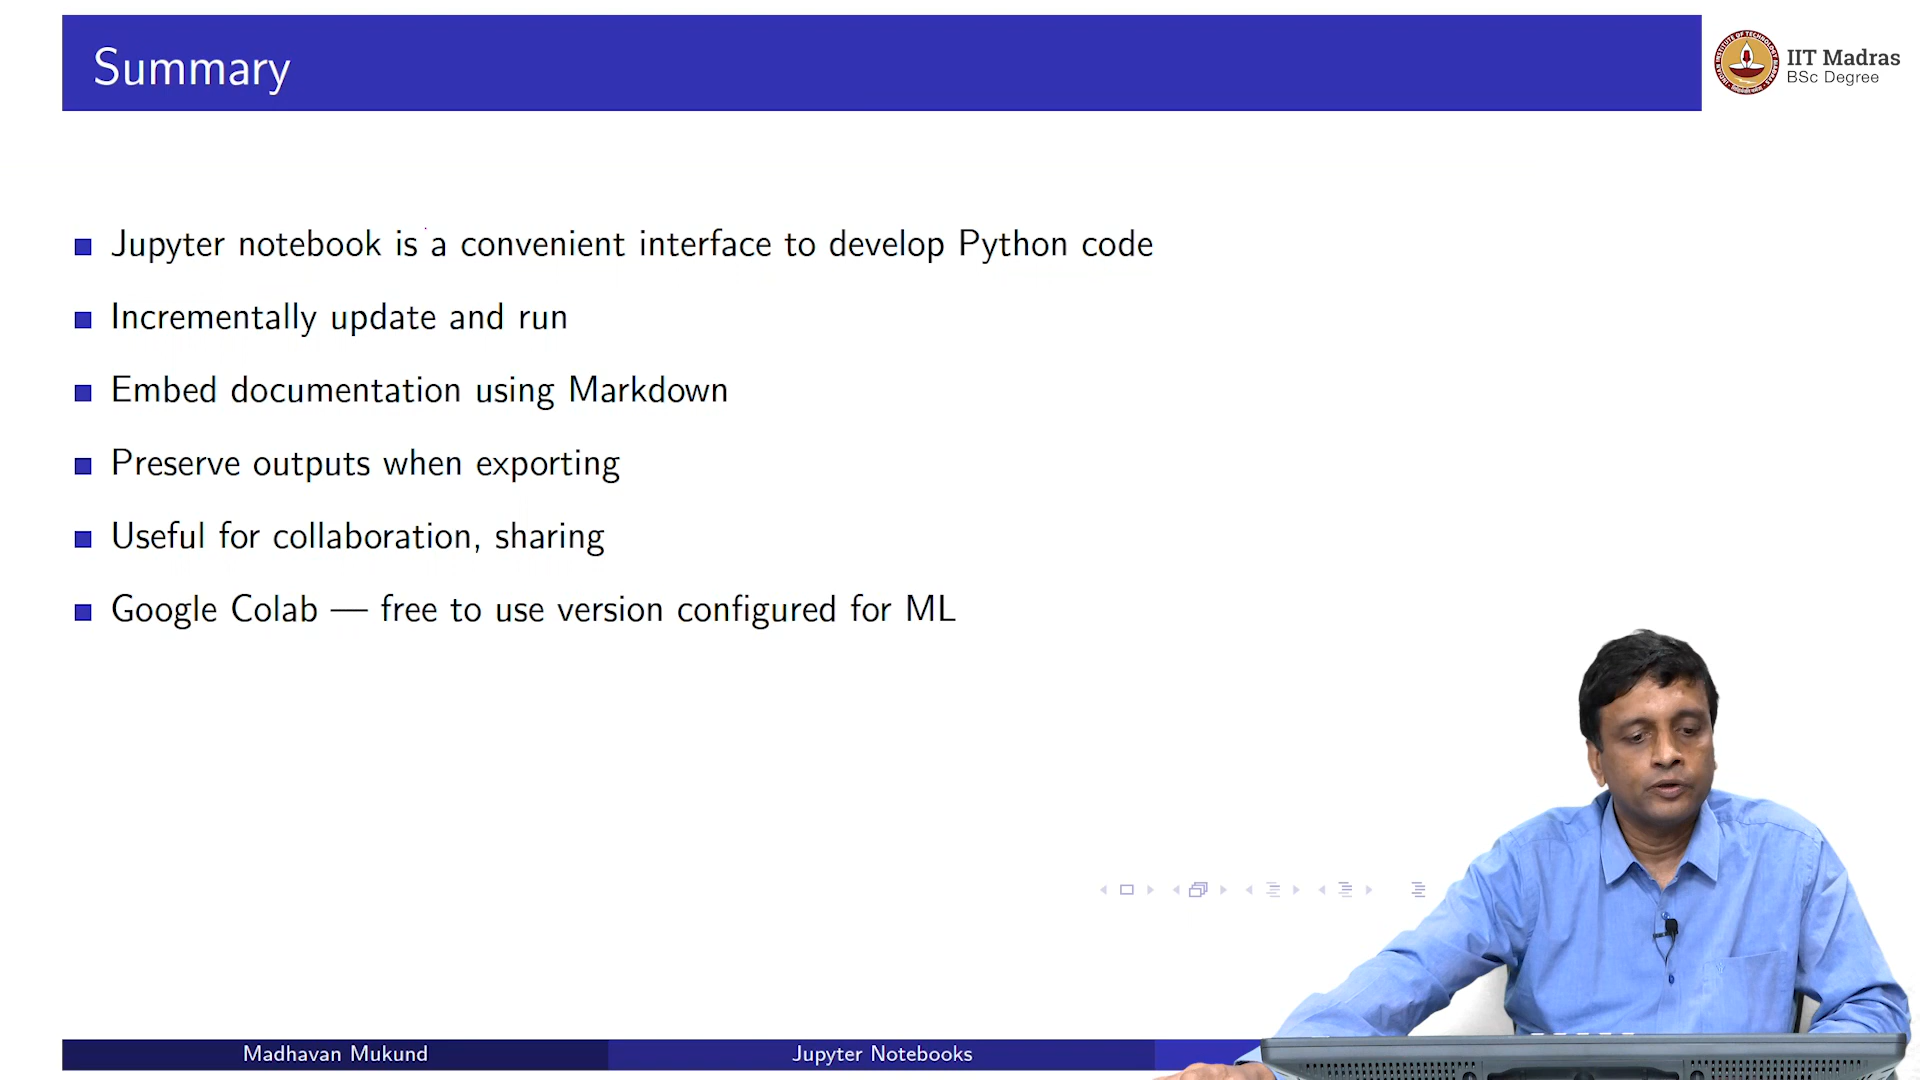 Summary
IIT Madras
BSc Degree
Jupyter notebook is a convenient interface to develop Python code
Incrementally update and run
Embed documentation using Markdown
Preserve outputs when exporting
Useful for collaboration, sharing
Google Colab — free to use version configured for ML
Madhavan Mukund
Jupyter Notebooks